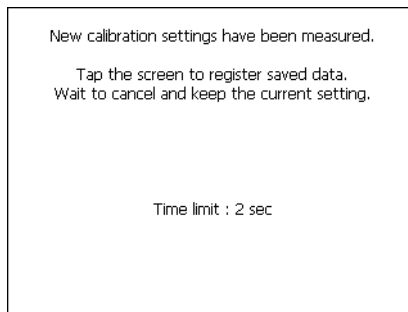 New calibration settings have been measured.
Tap the screen to register saved data.
Wait to cancel and keep the current setting.
Time limit : 2 sec